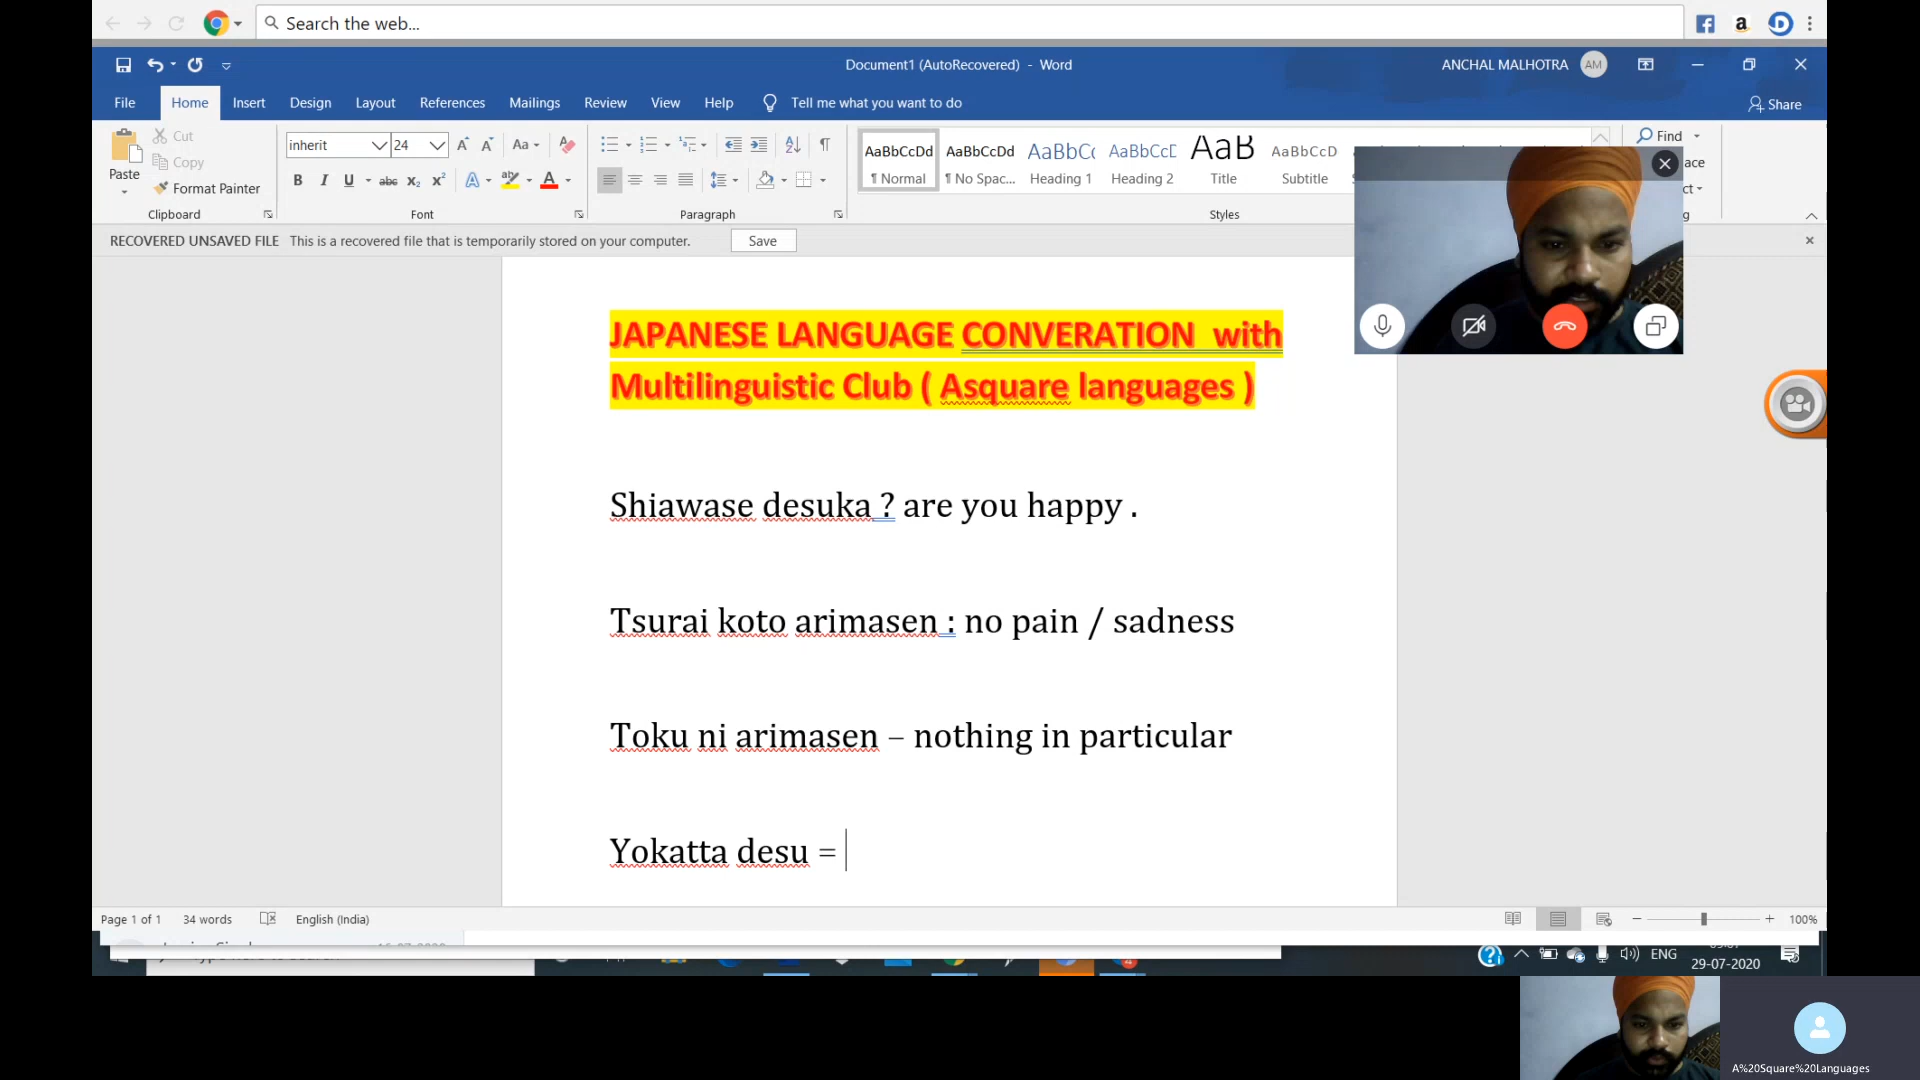 Search the web...
Document1 (AutoRecovered) - Word
ANCHAL MALHOTRA AM
File Home Insert Design Layout References Mailings Review View Help Tell me what you want to do Share
Cut
Copy
Paste
Format Painter
Clipboard
inherit 24
Font
Paragraph
AaBbCcDd AaBbCcDd AaBbCc AaBbCcE AaB AaBbCcD
¶ Normal ¶ No Spac... Heading 1 Heading 2 Title Subtitle
Styles
Find
RECOVERED UNSAVED FILE This is a recovered file that is temporarily stored on your computer. Save
JAPANESE LANGUAGE CONVERATION with
Multilinguistic Club ( Asquare languages )
Shiawase desuka ? are you happy .
Tsurai koto arimasen : no pain / sadness
Toku ni arimasen – nothing in particular
Yokatta desu =
Page 1 of 1 34 words English (India) 100%
ENG
29-07-2020
A%20Square%20Languages